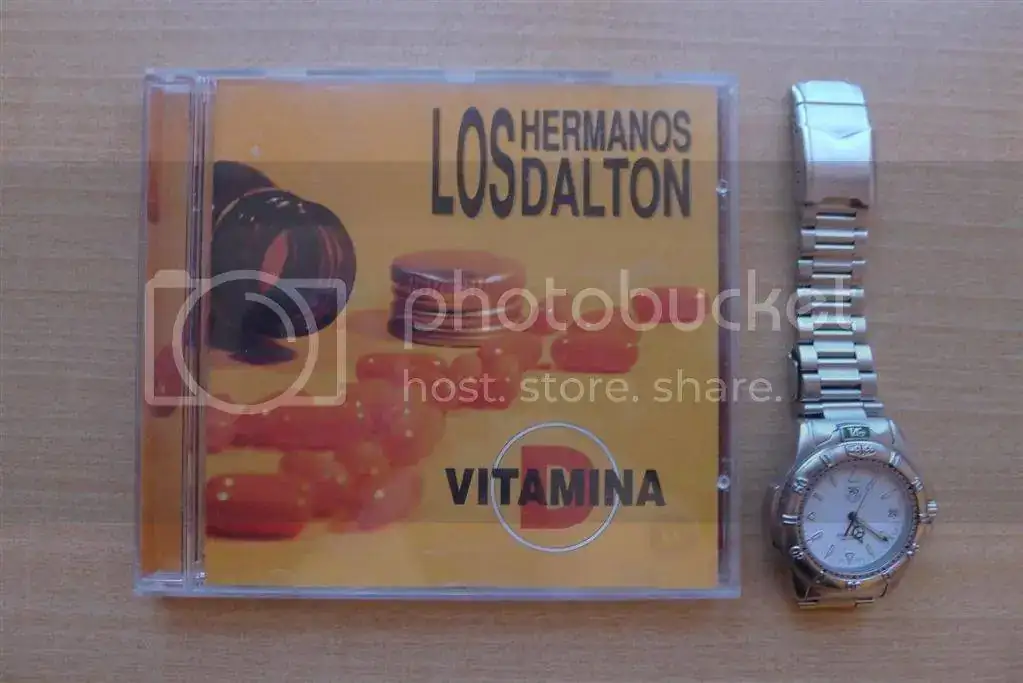 LOS HERMANOS
DALTON
photobucket
host. store. share.
D
VITAMINA